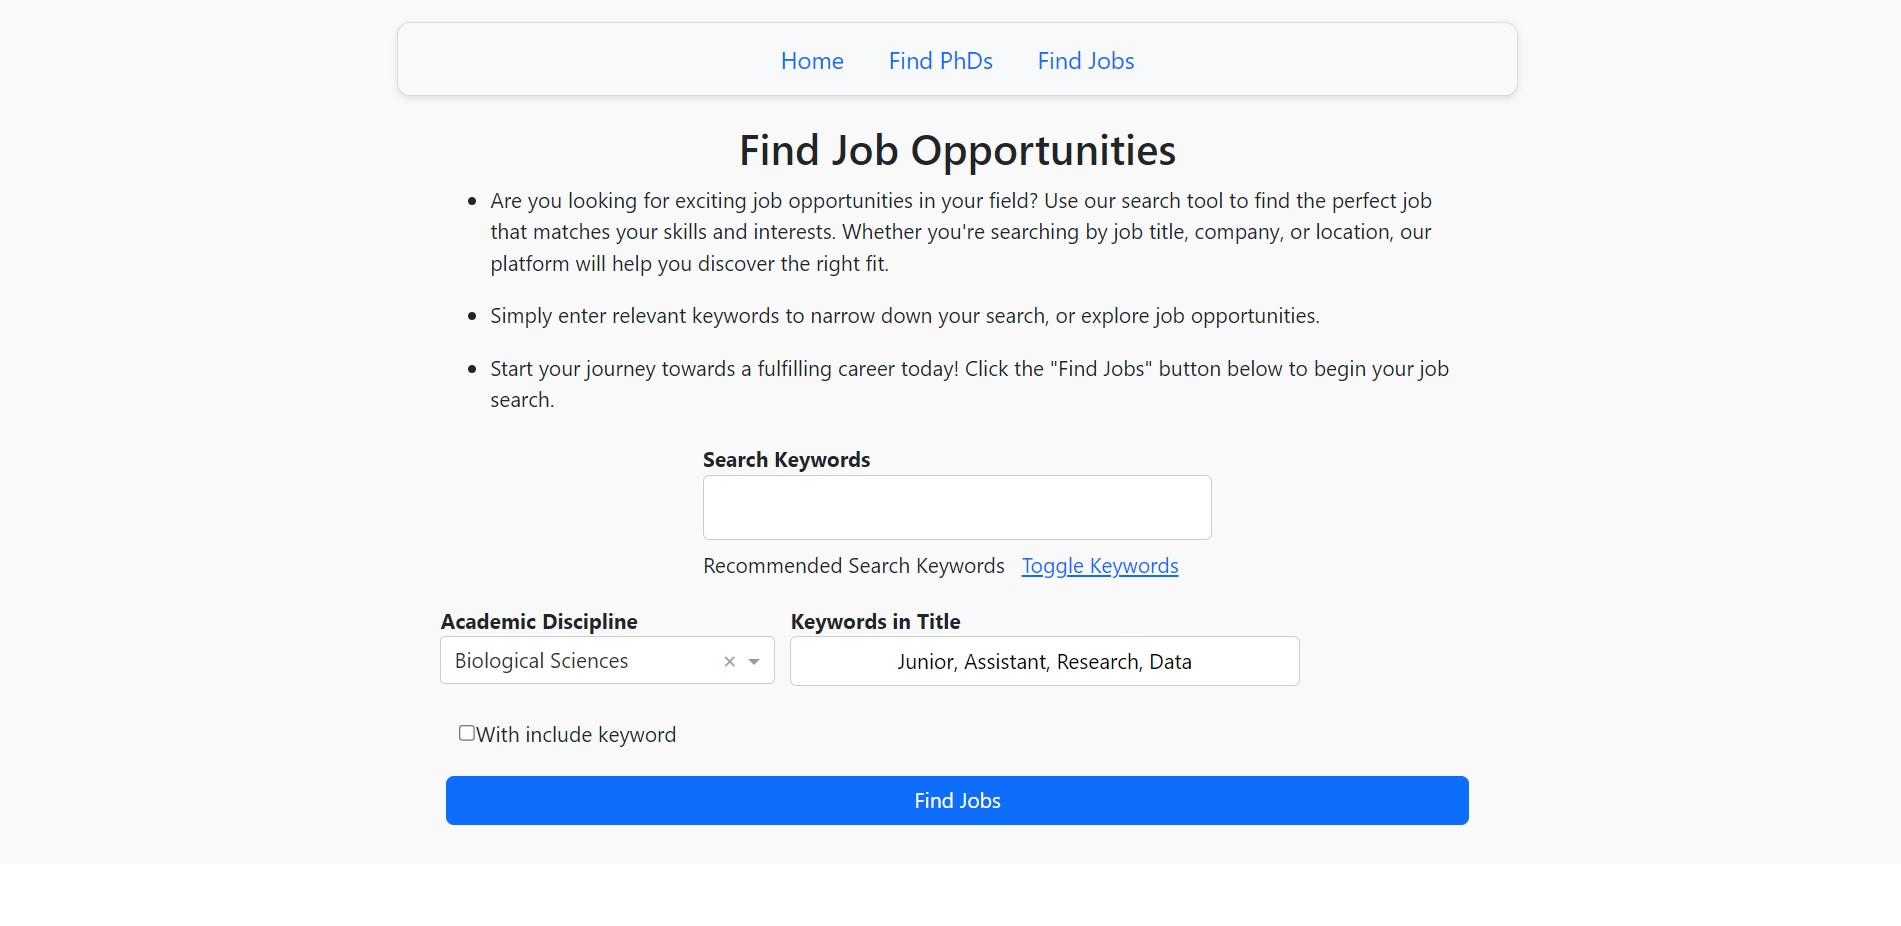 Home Find PhDs Find Jobs
Find Job Opportunities
Are you looking for exciting job opportunities in your field? Use our search tool to find the perfect job
that matches your skills and interests. Whether you're searching by job title, company, or location, our
platform will help you discover the right fit.
Simply enter relevant keywords to narrow down your search, or explore job opportunities.
Start your journey towards a fulfilling career today! Click the "Find Jobs" button below to begin your job
search.
Search Keywords
Recommended Search Keywords Toggle Keywords
Academic Discipline Keywords in Title
Biological Sciences × Junior, Assistant, Research, Data
With include keyword
Find Jobs